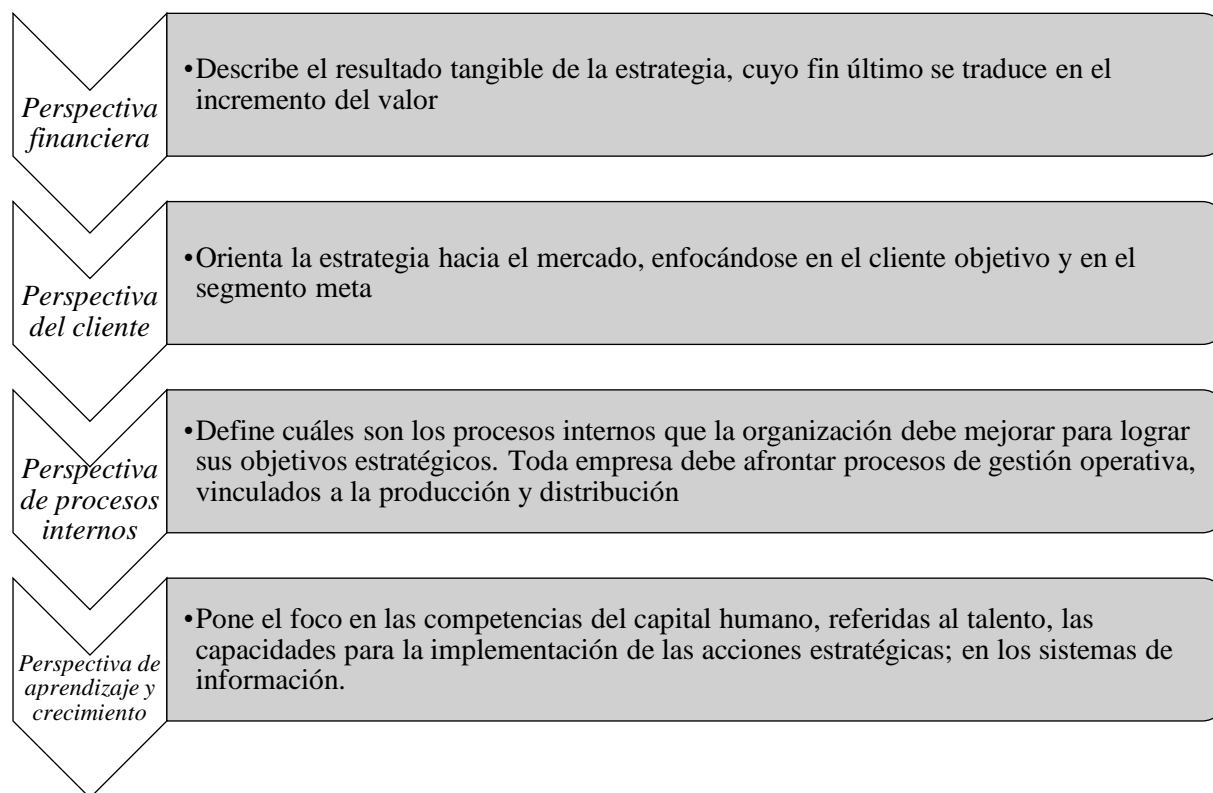 Perspectiva
financiera
•Describe el resultado tangible de la estrategia, cuyo fin último se traduce en el
incremento del valor
Perspectiva
del cliente
•Orienta la estrategia hacia el mercado, enfocándose en el cliente objetivo y en el
segmento meta
Perspectiva
de procesos
internos
•Define cuáles son los procesos internos que la organización debe mejorar para lograr
sus objetivos estratégicos. Toda empresa debe afrontar procesos de gestión operativa,
vinculados a la producción y distribución
Perspectiva de
aprendizaje y
crecimiento
•Pone el foco en las competencias del capital humano, referidas al talento, las
capacidades para la implementación de las acciones estratégicas; en los sistemas de
información.